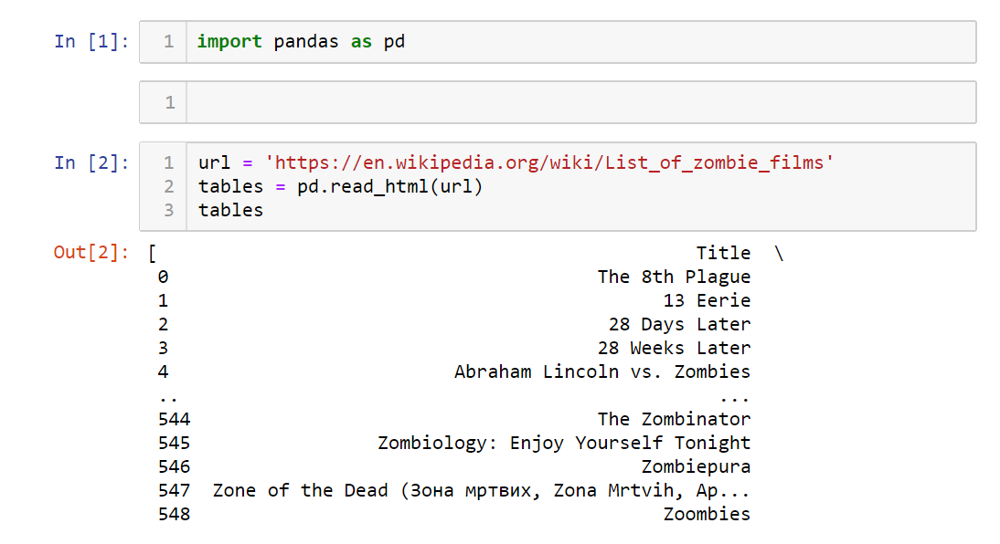 In [1]: 1 import pandas as pd
1
In [2]: 1 url = 'https://en.wikipedia.org/wiki/List_of_zombie_films'
2 tables = pd.read_html(url)
3 tables
Out[2]: [ Title \
0 The 8th Plague
1 13 Eerie
2 28 Days Later
3 28 Weeks Later
4 Abraham Lincoln vs. Zombies
.. ...
544 The Zombinator
545 Zombiology: Enjoy Yourself Tonight
546 Zombiepura
547 Zone of the Dead (Зона мртвих, Zona Mrtvih, Ap...
548 Zoombies